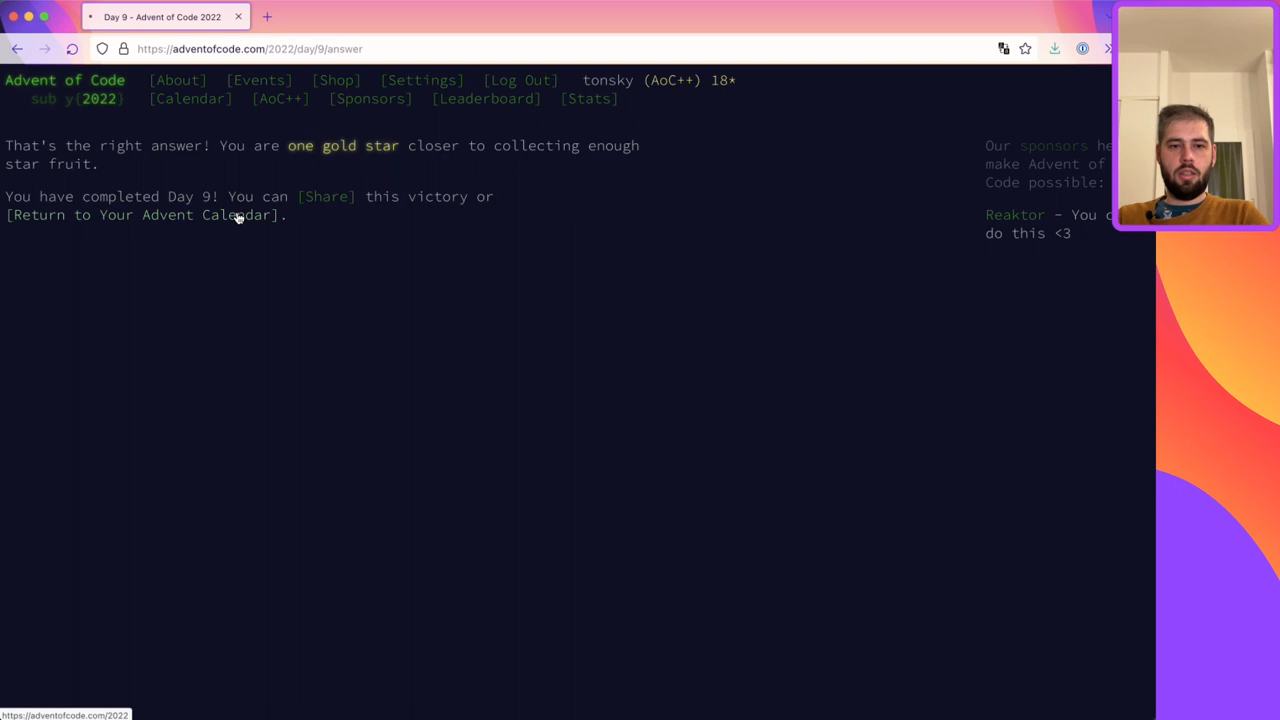 Day 9 - Advent of Code 2022
https://adventofcode.com/2022/day/9/answer
Advent of Code [About] [Events] [Shop] [Settings] [Log Out] tonsky (AoC++) 18*
sub y{2022} [Calendar] [AoC++] [Sponsors] [Leaderboard] [Stats]
That's the right answer! You are one gold star closer to collecting enough
star fruit.
You have completed Day 9! You can [Share] this victory or
[Return to Your Advent Calendar].
Our sponsors he
make Advent of
Code possible:
Reaktor - You c
do this <3
https://adventofcode.com/2022